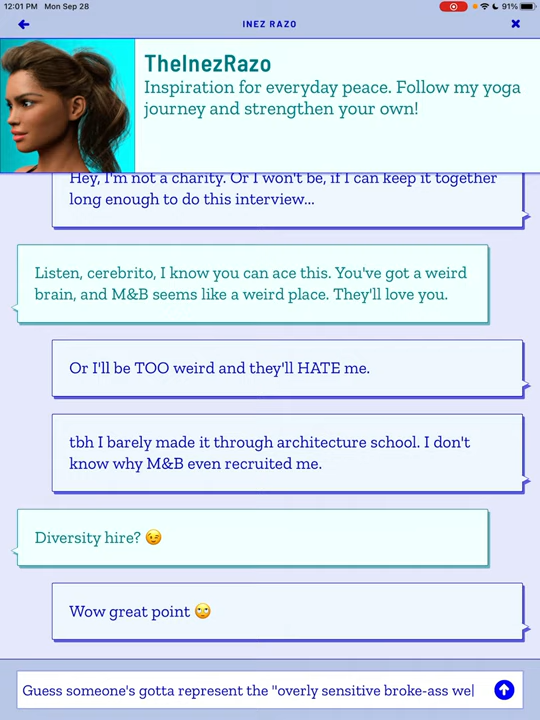 12:01 PM Mon Sep 28
91%
INEZ RAZO
TheInezRazo
Inspiration for everyday peace. Follow my yoga
journey and strengthen your own!
Hey, I'm not a charity. Or I won't be, if I can keep it together
long enough to do this interview...
Listen, cerebrito, I know you can ace this. You've got a weird
brain, and M&B seems like a weird place. They'll love you.
Or I'll be TOO weird and they'll HATE me.
tbh I barely made it through architecture school. I don't
know why M&B even recruited me.
Diversity hire? 😉
Wow great point 🙄
Guess someone's gotta represent the "overly sensitive broke-ass we